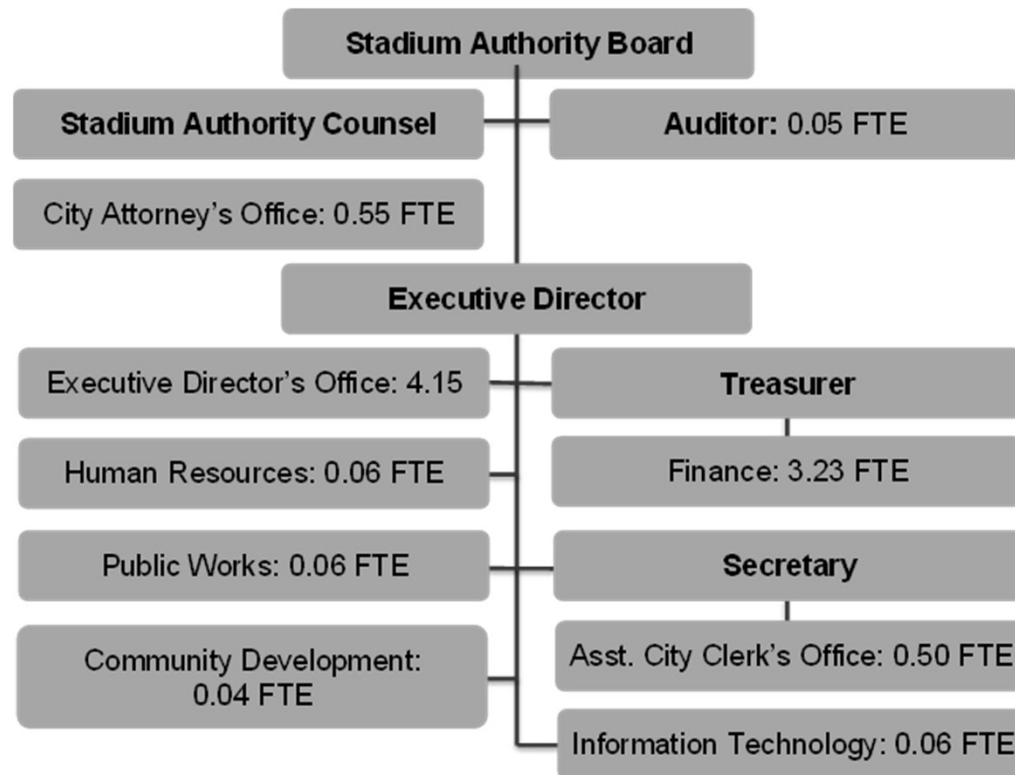 Stadium Authority Board
Stadium Authority Counsel
Auditor: 0.05 FTE
City Attorney's Office: 0.55 FTE
Executive Director
Executive Director's Office: 4.15
Treasurer
Human Resources: 0.06 FTE
Finance: 3.23 FTE
Public Works: 0.06 FTE
Secretary
Community Development:
0.04 FTE
Asst. City Clerk's Office: 0.50 FTE
Information Technology: 0.06 FTE